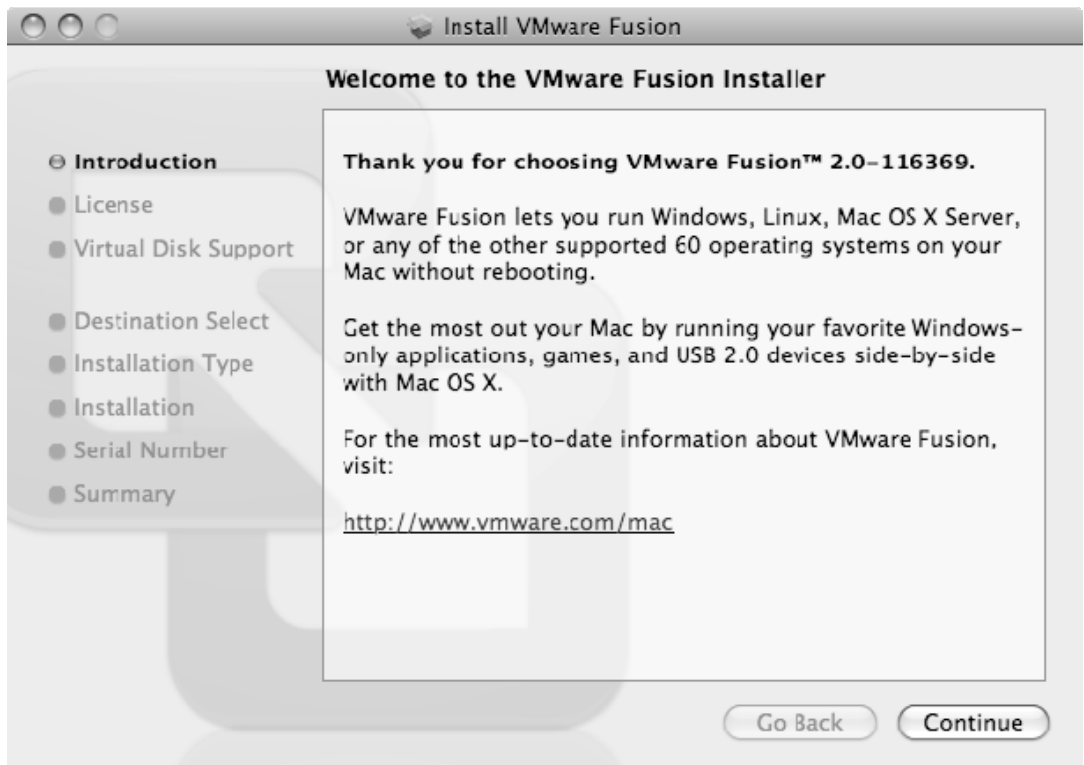 Install VMware Fusion
Welcome to the VMware Fusion Installer
Introduction
License
Virtual Disk Support
Destination Select
Installation Type
Installation
Serial Number
Summary
Thank you for choosing VMware Fusion™ 2.0-116369.
VMware Fusion lets you run Windows, Linux, Mac OS X Server,
or any of the other supported 60 operating systems on your
Mac without rebooting.
Get the most out your Mac by running your favorite Windows-
only applications, games, and USB 2.0 devices side-by-side
with Mac OS X.
For the most up-to-date information about VMware Fusion,
visit:
http://www.vmware.com/mac
Go Back
Continue